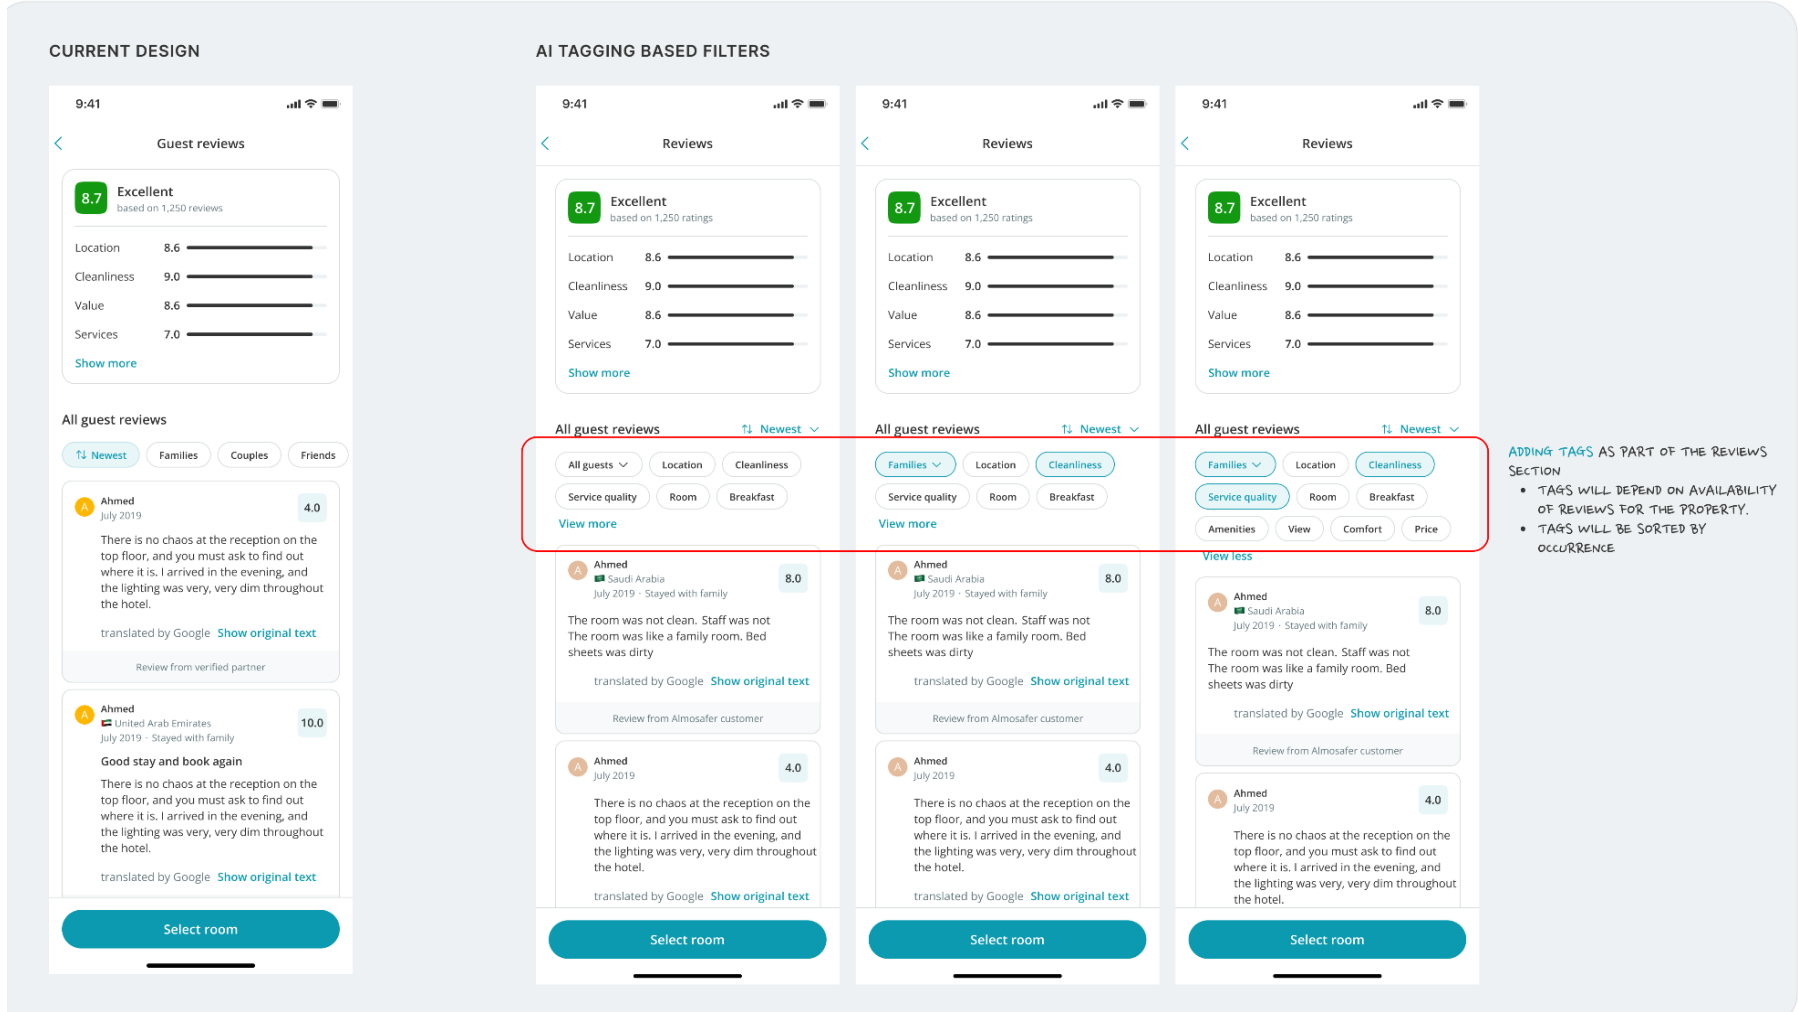 CURRENT DESIGN
9:41
Guest reviews
8.7
Excellent
based on 1,250 reviews
Location 8.6
Cleanliness 9.0
Value 8.6
Services 7.0
Show more
All guest reviews
Newest Families Couples Friends
A
Ahmed
July 2019
4.0
There is no chaos at the reception on the
top floor, and you must ask to find out
where it is. I arrived in the evening, and
the lighting was very, very dim throughout
the hotel.
translated by Google Show original text
Review from verified partner
A
Ahmed
United Arab Emirates
July 2019 · Stayed with family
10.0
Good stay and book again
There is no chaos at the reception on the
top floor, and you must ask to find out
where it is. I arrived in the evening, and
the lighting was very, very dim throughout
the hotel.
translated by Google Show original text
Select room
AI TAGGING BASED FILTERS
9:41
Reviews
8.7
Excellent
based on 1,250 ratings
Location 8.6
Cleanliness 9.0
Value 8.6
Services 7.0
Show more
All guest reviews Newest
All guests Location Cleanliness
Service quality Room Breakfast
View more
A
Ahmed
Saudi Arabia
July 2019 · Stayed with family
8.0
The room was not clean. Staff was not
The room was like a family room. Bed
sheets was dirty
translated by Google Show original text
Review from Almosafer customer
A
Ahmed
July 2019
4.0
There is no chaos at the reception on the
top floor, and you must ask to find out
where it is. I arrived in the evening, and
the lighting was very, very dim throughout
the hotel.
translated by Google Show original text
Select room
9:41
Reviews
8.7
Excellent
based on 1,250 ratings
Location 8.6
Cleanliness 9.0
Value 8.6
Services 7.0
Show more
All guest reviews Newest
Families Location Cleanliness
Service quality Room Breakfast
View more
A
Ahmed
Saudi Arabia
July 2019 · Stayed with family
8.0
The room was not clean. Staff was not
The room was like a family room. Bed
sheets was dirty
translated by Google Show original text
Review from Almosafer customer
A
Ahmed
July 2019
4.0
There is no chaos at the reception on the
top floor, and you must ask to find out
where it is. I arrived in the evening, and
the lighting was very, very dim throughout
the hotel.
translated by Google Show original text
Select room
9:41
Reviews
8.7
Excellent
based on 1,250 ratings
Location 8.6
Cleanliness 9.0
Value 8.6
Services 7.0
Show more
All guest reviews Newest
Families Location Cleanliness
Service quality Room Breakfast
Amenities View Comfort Price
View less
A
Ahmed
Saudi Arabia
July 2019 · Stayed with family
8.0
The room was not clean. Staff was not
The room was like a family room. Bed
sheets was dirty
translated by Google Show original text
Review from Almosafer customer
A
Ahmed
July 2019
4.0
There is no chaos at the reception on the
top floor, and you must ask to find out
where it is. I arrived in the evening, and
the lighting was very, very dim throughout
the hotel.
Select room
ADDING TAGS AS PART OF THE REVIEWS
SECTION
• TAGS WILL DEPEND ON AVAILABILITY
OF REVIEWS FOR THE PROPERTY.
• TAGS WILL BE SORTED BY
OCCURRENCE